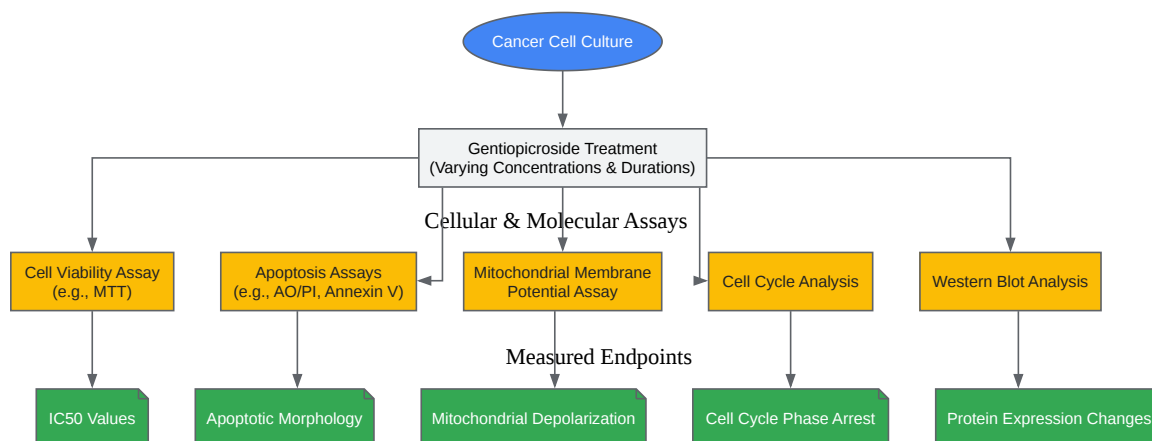 Cancer Cell Culture
Gentiopicroside Treatment
(Varying Concentrations & Durations)
Cellular & Molecular Assays
Cell Viability Assay
(e.g., MTT)
Apoptosis Assays
(e.g., AO/PI, Annexin V)
Mitochondrial Membrane
Potential Assay
Cell Cycle Analysis
Western Blot Analysis
Measured Endpoints
IC50 Values
Apoptotic Morphology
Mitochondrial Depolarization
Cell Cycle Phase Arrest
Protein Expression Changes